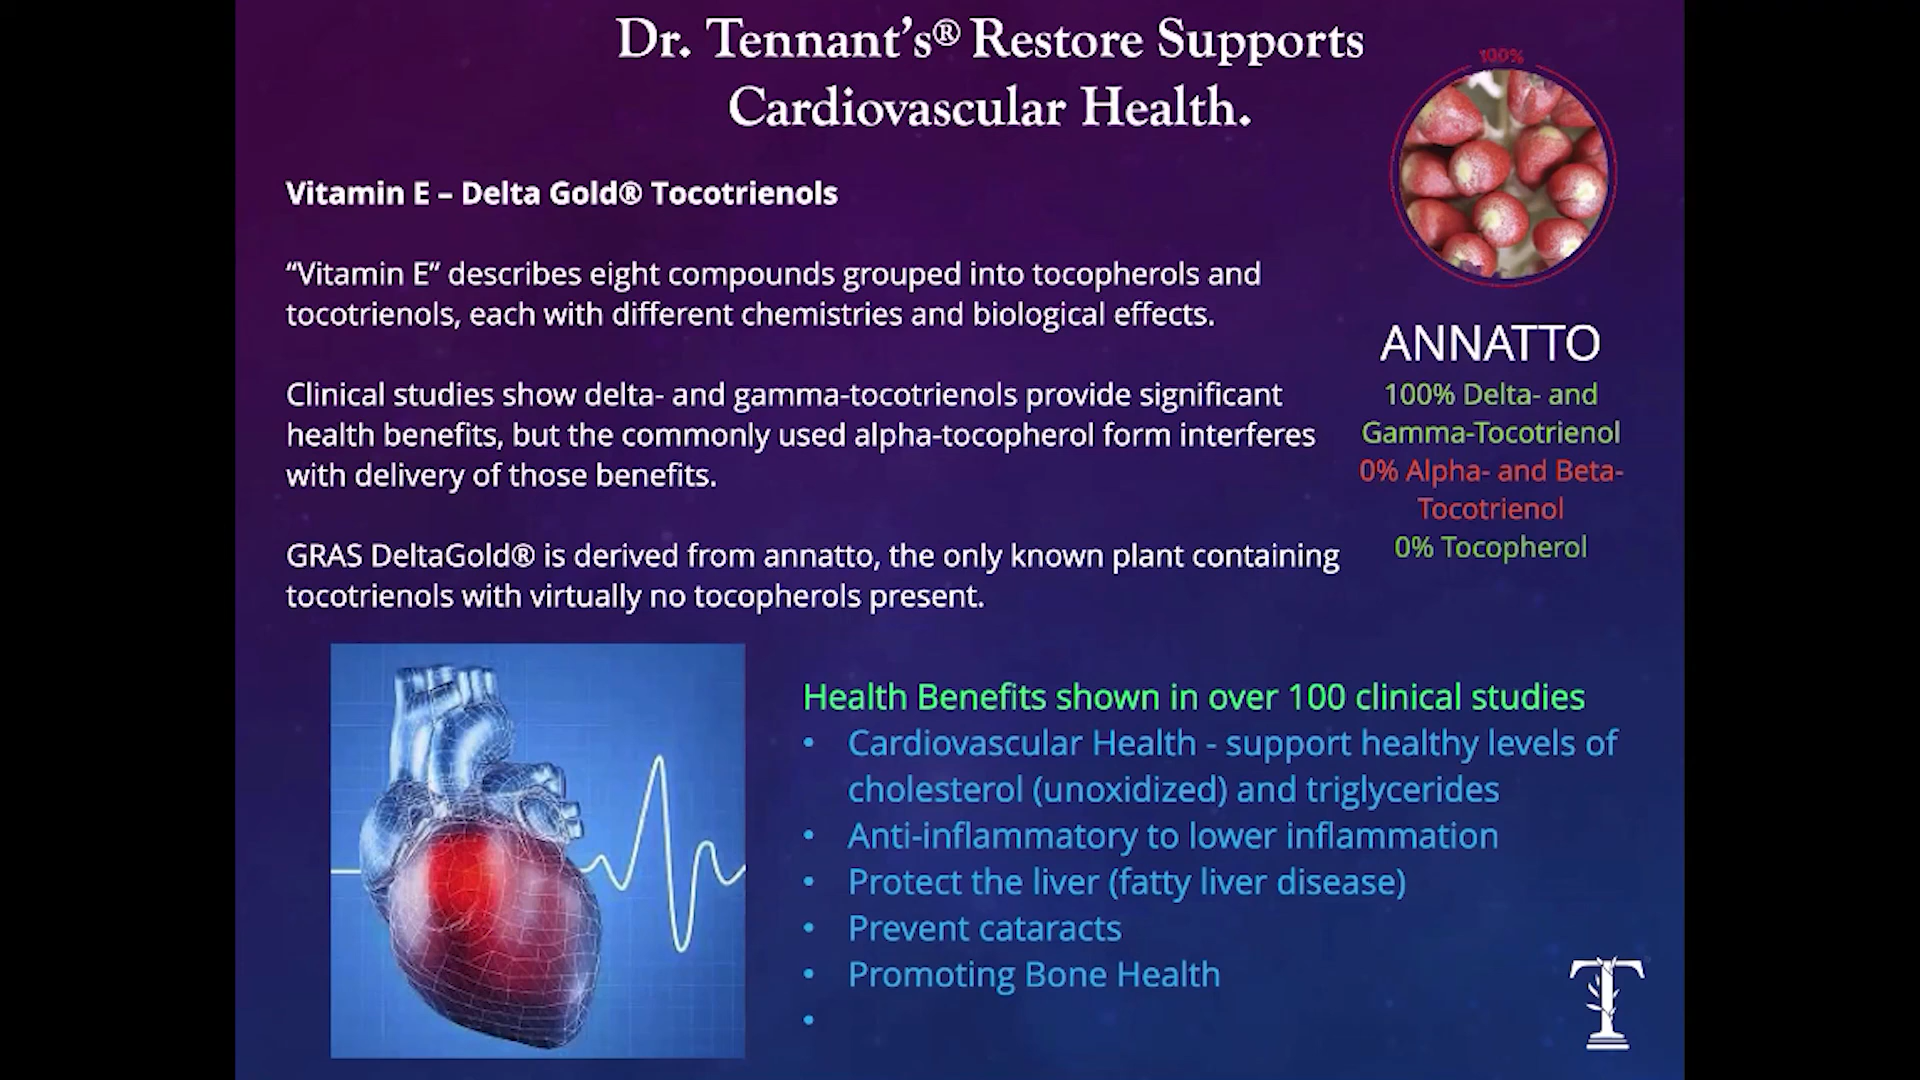 Dr. Tennant’s® Restore Supports
Cardiovascular Health.
100%
Vitamin E – Delta Gold® Tocotrienols
“Vitamin E” describes eight compounds grouped into tocopherols and
tocotrienols, each with different chemistries and biological effects.
Clinical studies show delta- and gamma-tocotrienols provide significant
health benefits, but the commonly used alpha-tocopherol form interferes
with delivery of those benefits.
GRAS DeltaGold® is derived from annatto, the only known plant containing
tocotrienols with virtually no tocopherols present.
ANNATTO
100% Delta- and
Gamma-Tocotrienol
0% Alpha- and Beta-
Tocotrienol
0% Tocopherol
Health Benefits shown in over 100 clinical studies
• Cardiovascular Health - support healthy levels of
cholesterol (unoxidized) and triglycerides
• Anti-inflammatory to lower inflammation
• Protect the liver (fatty liver disease)
• Prevent cataracts
• Promoting Bone Health
•
T